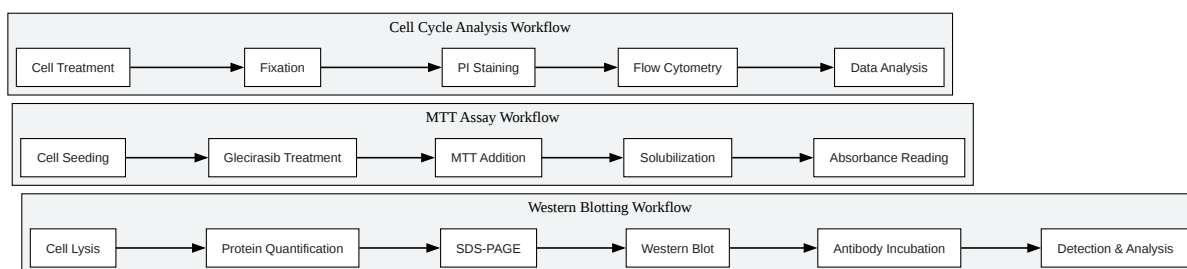 Cell Cycle Analysis Workflow
Cell Treatment Fixation PI Staining Flow Cytometry Data Analysis
MTT Assay Workflow
Cell Seeding Glecirasib Treatment MTT Addition Solubilization Absorbance Reading
Western Blotting Workflow
Cell Lysis Protein Quantification SDS-PAGE Western Blot Antibody Incubation Detection & Analysis